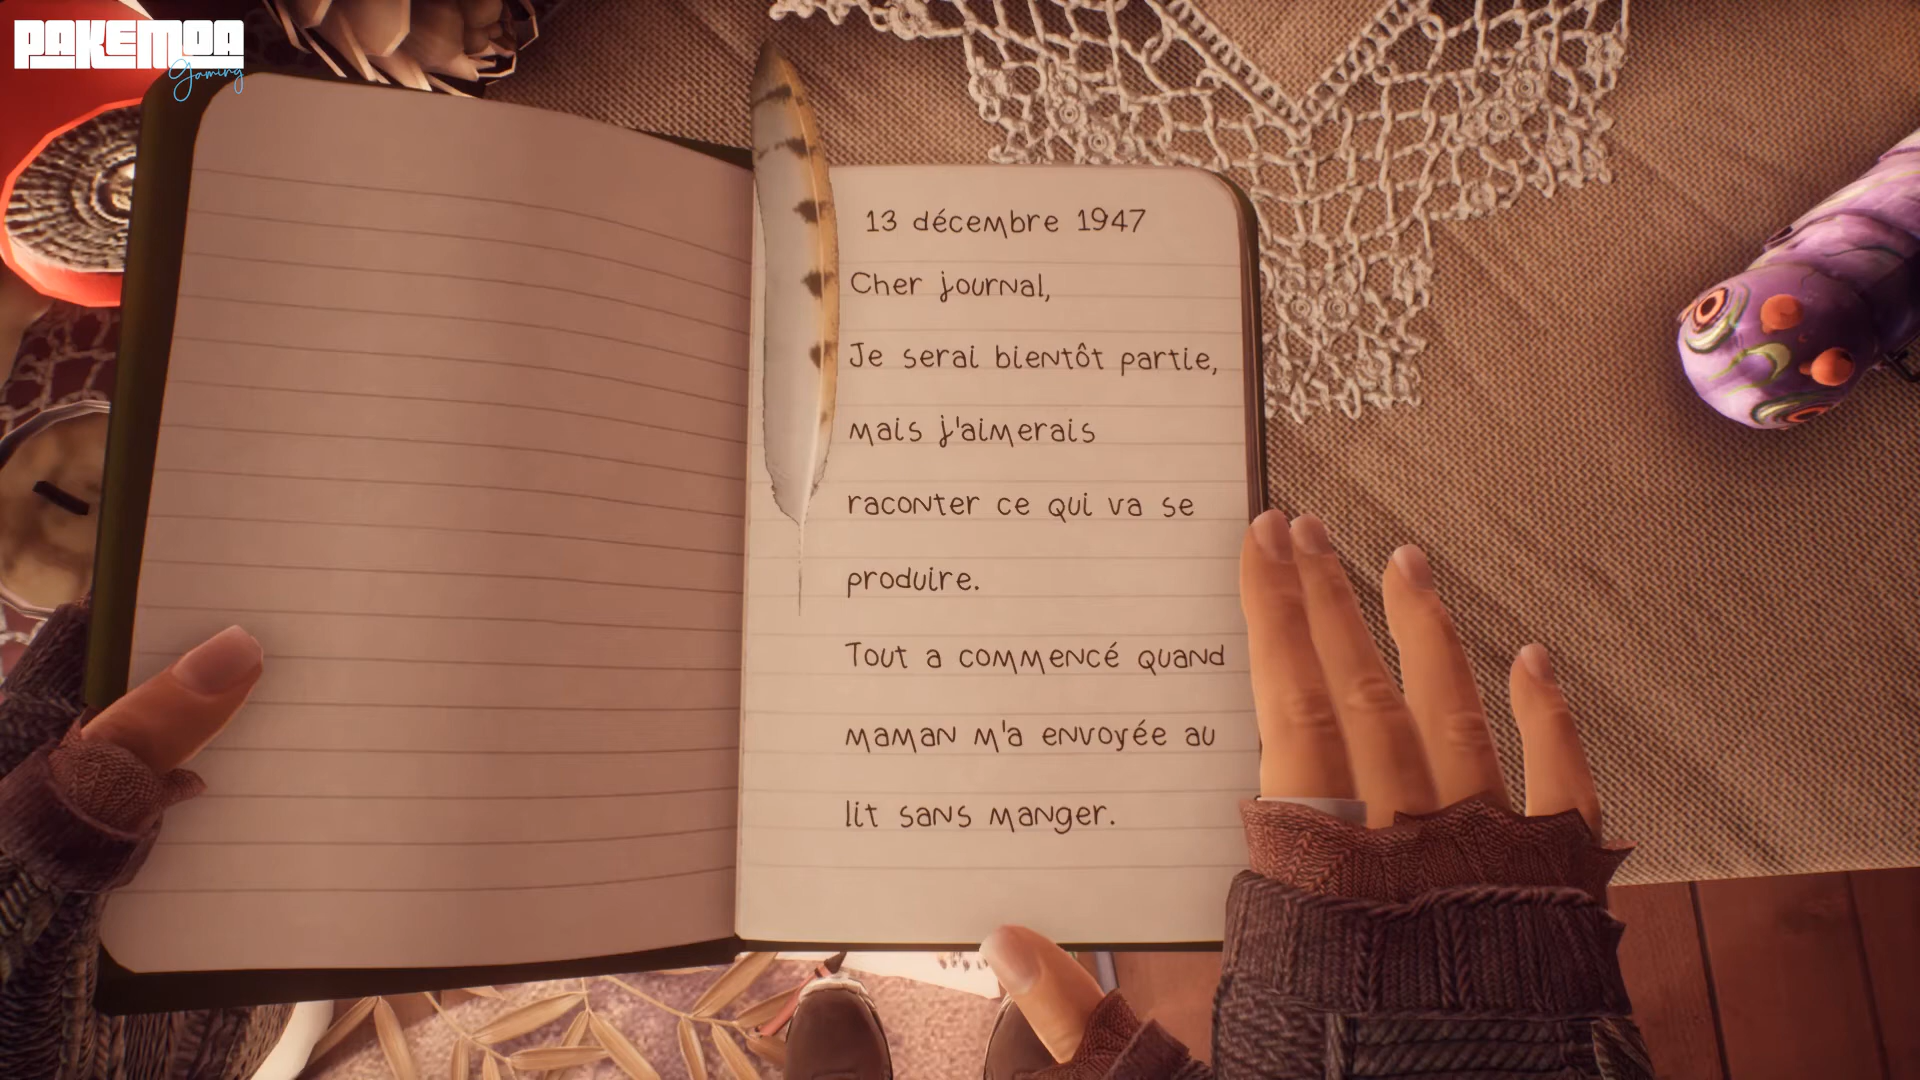 PAKEMOA
Gaming
13 décembre 1947
Cher journal,
Je serai bientôt partie,
mais j'aimerais
raconter ce qui va se
produire.
Tout a commencé quand
maman m'a envoyée au
lit sans manger.